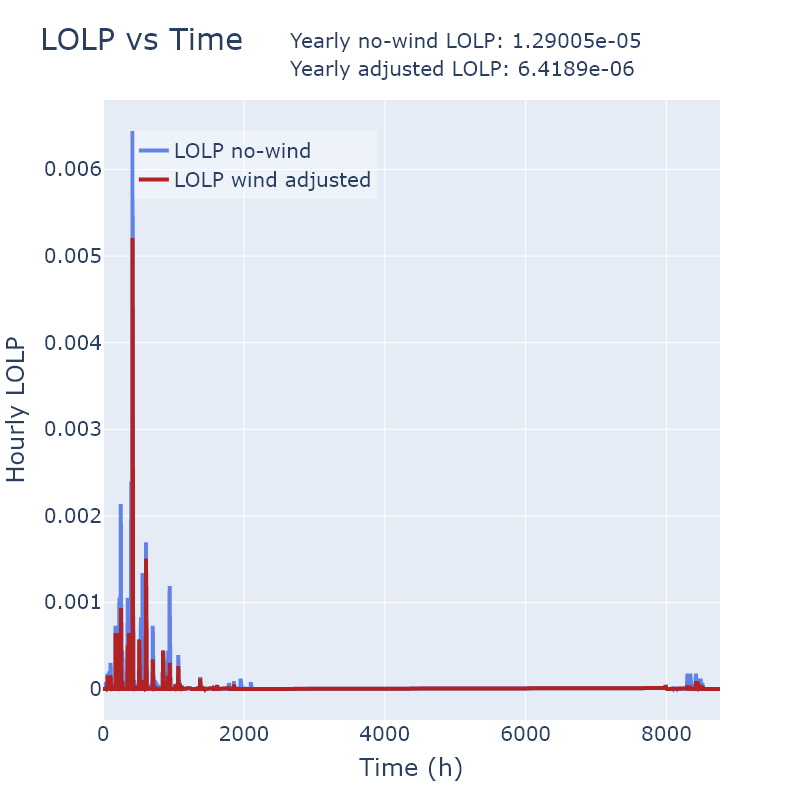 LOLP vs Time
Yearly no-wind LOLP: 1.29005e-05
Yearly adjusted LOLP: 6.4189e-06
LOLP no-wind
LOLP wind adjusted
0.006
0.005
0.004
0.003
0.002
0.001
0
Hourly LOLP
0 2000 4000 6000 8000
Time (h)